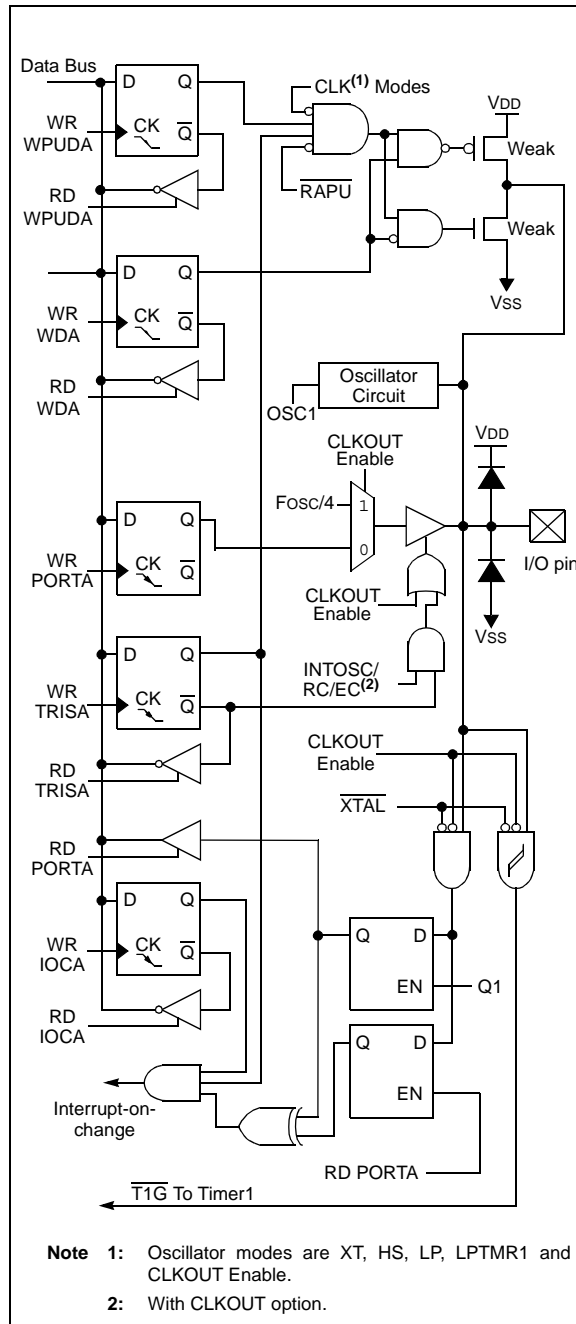 Data Bus
D Q
CK Q
WR
WPUDA
RD
WPUDA
CLK(1) Modes
RAPU
VDD
Weak
Weak
VSS
D Q
CK Q
WR
WDA
RD
WDA
Oscillator
Circuit
OSC1
CLKOUT
Enable
VDD
FOSC/4
1
0
D Q
CK Q
WR
PORTA
I/O pin
CLKOUT
Enable
VSS
D Q
CK Q
WR
TRISA
INTOSC/
RC/EC(2)
RD
TRISA
CLKOUT
Enable
XTAL
RD
PORTA
D Q
CK Q
WR
IOCA
RD
IOCA
Q D
EN
Q1
Q D
EN
Interrupt-on-
change
RD PORTA
T1G To Timer1
Note 1: Oscillator modes are XT, HS, LP, LPTMR1 and
CLKOUT Enable.
2: With CLKOUT option.